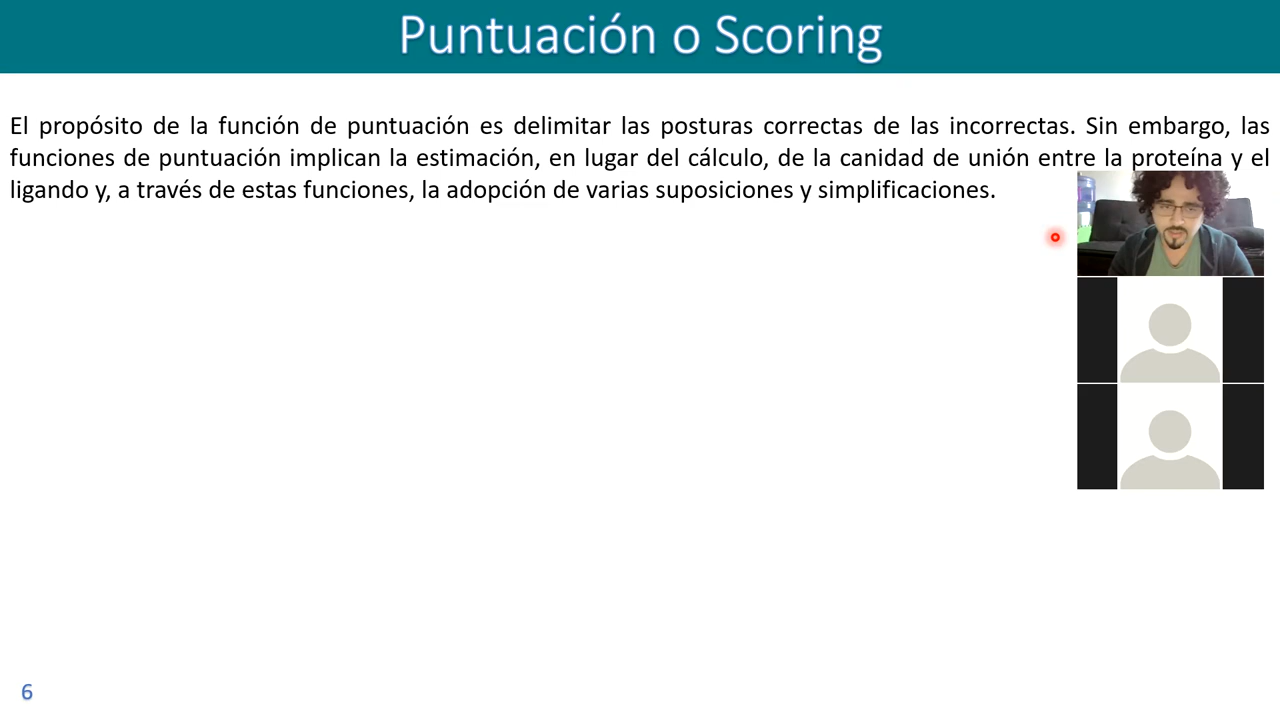 Puntuación o Scoring
El propósito de la función de puntuación es delimitar las posturas correctas de las incorrectas. Sin embargo, las
funciones de puntuación implican la estimación, en lugar del cálculo, de la canidad de unión entre la proteína y el
ligando y, a través de estas funciones, la adopción de varias suposiciones y simplificaciones.
6